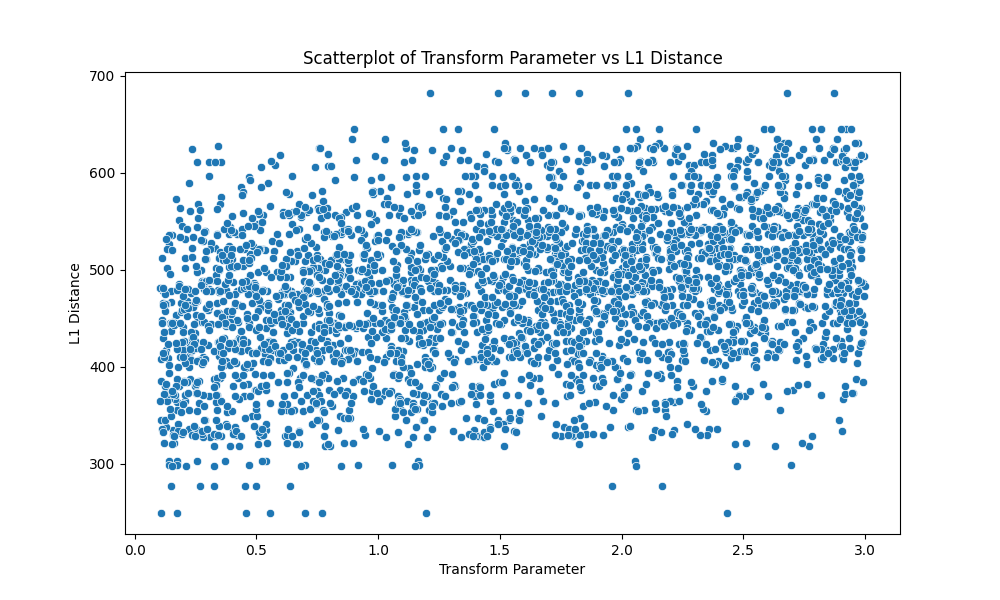 Scatterplot of Transform Parameter vs L1 Distance
700
600
500
400
300
L1 Distance
0.0 0.5 1.0 1.5 2.0 2.5 3.0
Transform Parameter